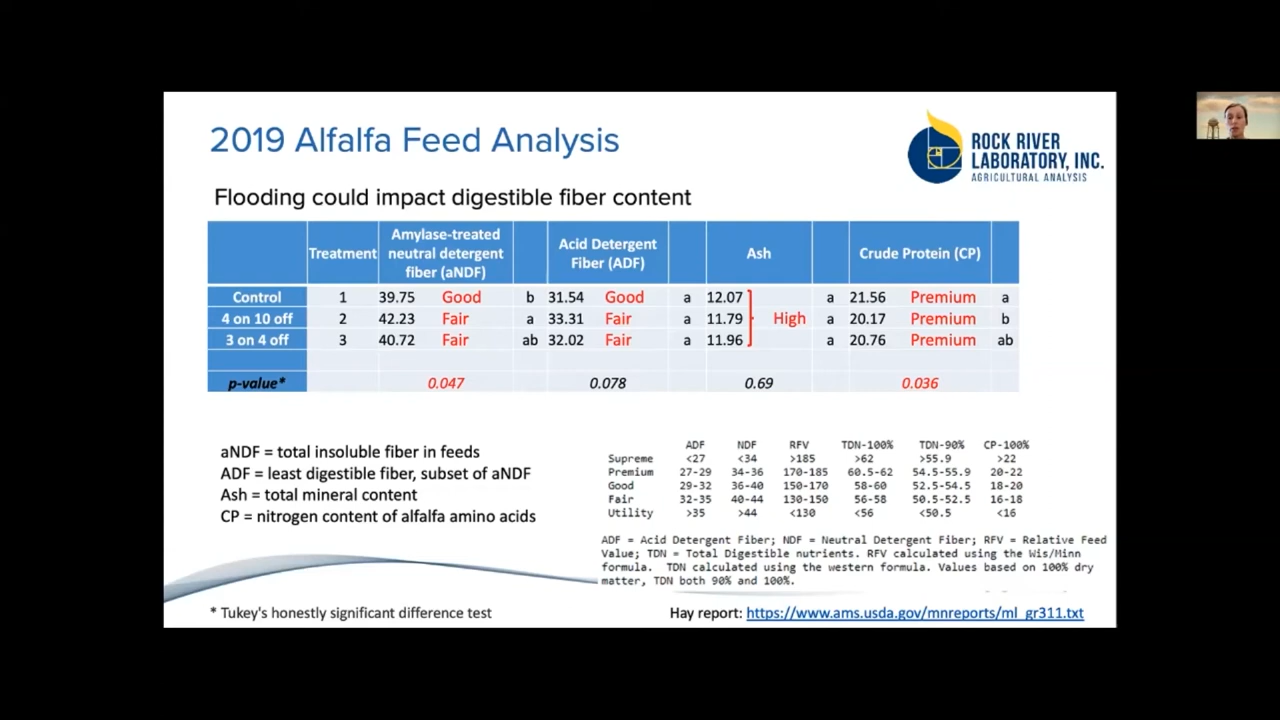 2019 Alfalfa Feed Analysis
ROCK RIVER
LABORATORY, INC.
AGRICULTURAL ANALYSIS
Flooding could impact digestible fiber content
Treatment Amylase-treated neutral detergent fiber (aNDF) Acid Detergent Fiber (ADF) Ash Crude Protein (CP)
Control 1 39.75 Good b 31.54 Good a 12.07 a 21.56 Premium a
4 on 10 off 2 42.23 Fair a 33.31 Fair a 11.79 High a 20.17 Premium b
3 on 4 off 3 40.72 Fair ab 32.02 Fair a 11.96 a 20.76 Premium ab
p-value* 0.047 0.078 0.69 0.036
aNDF = total insoluble fiber in feeds
ADF = least digestible fiber, subset of aNDF
Ash = total mineral content
CP = nitrogen content of alfalfa amino acids
ADF NDF RFV TDN-100% TDN-90% CP-100%
Supreme <27 <34 >185 >62 >55.9 >22
Premium 27-29 34-36 170-185 60.5-62 54.5-55.9 20-22
Good 29-32 36-40 150-170 58-60 52.5-54.5 18-20
Fair 32-35 40-44 130-150 56-58 50.5-52.5 16-18
Utility >35 >44 <130 <56 <50.5 <16
ADF = Acid Detergent Fiber; NDF = Neutral Detergent Fiber; RFV = Relative Feed
Value; TDN = Total Digestible nutrients. RFV calculated using the Wis/Minn
formula. TDN calculated using the western formula. Values based on 100% dry
matter, TDN both 90% and 100%.
* Tukey's honestly significant difference test
Hay report: https://www.ams.usda.gov/mnreports/ml_gr311.txt